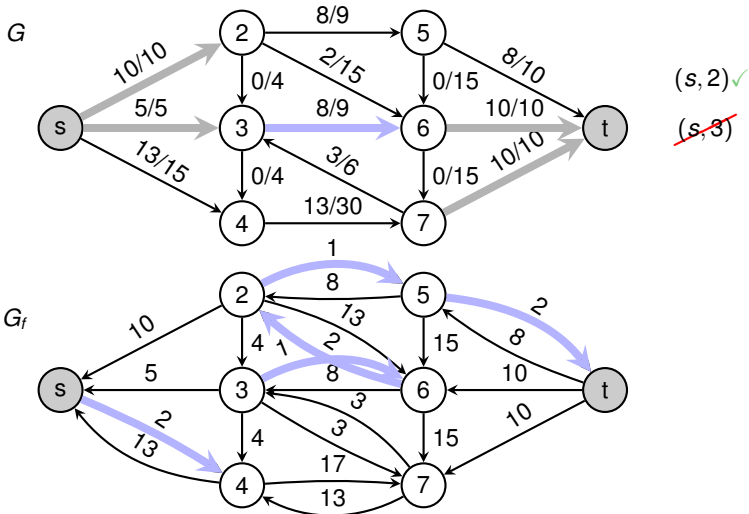 8/9
G 2 5
10/10 2/15 8/10
(s, 2)✓
0/4 0/15
5/5 8/9 10/10
s 3 6 t
(s, 3)
10/10
13/15 3/6
0/4 0/15
13/30
4 7
1
8
2 5
2
G_f
10 13 8
4 1 2 15
5 8 10
s 3 6 t
3
2 3 10
13 4 15
17
4 7
13